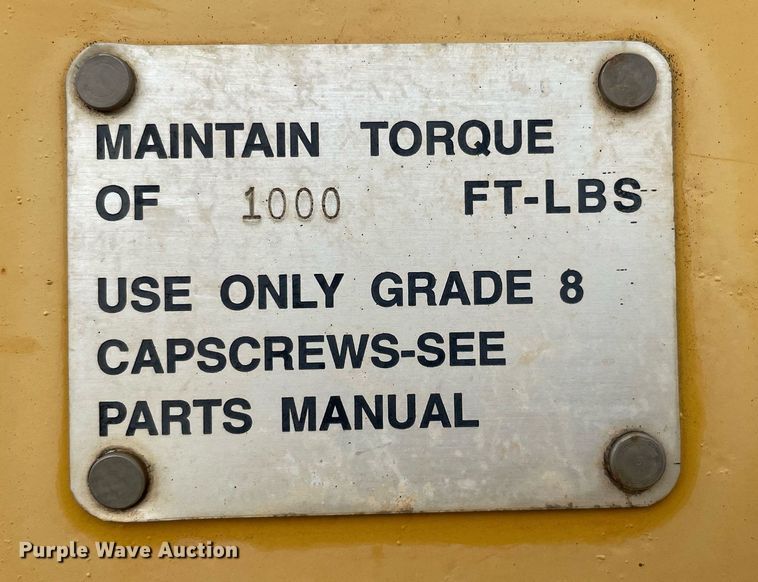 MAINTAIN TORQUE
OF 1000 FT-LBS
USE ONLY GRADE 8
CAPSCREWS-SEE
PARTS MANUAL
Purple Wave Auction